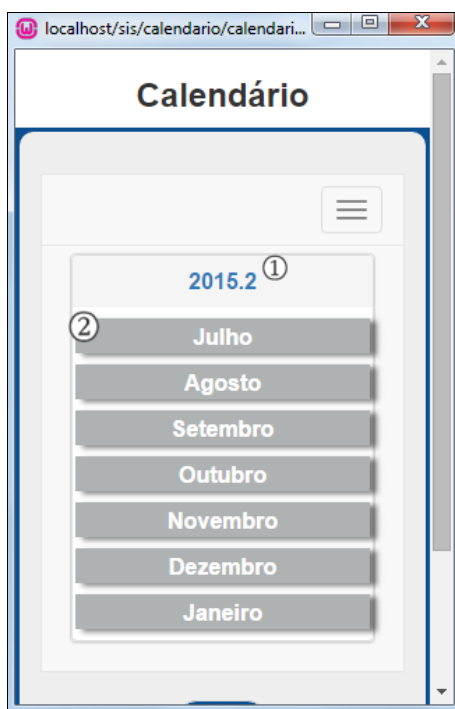 localhost/sis/calendario/calendari...
Calendário
2015.2 ①
② Julho
Agosto
Setembro
Outubro
Novembro
Dezembro
Janeiro